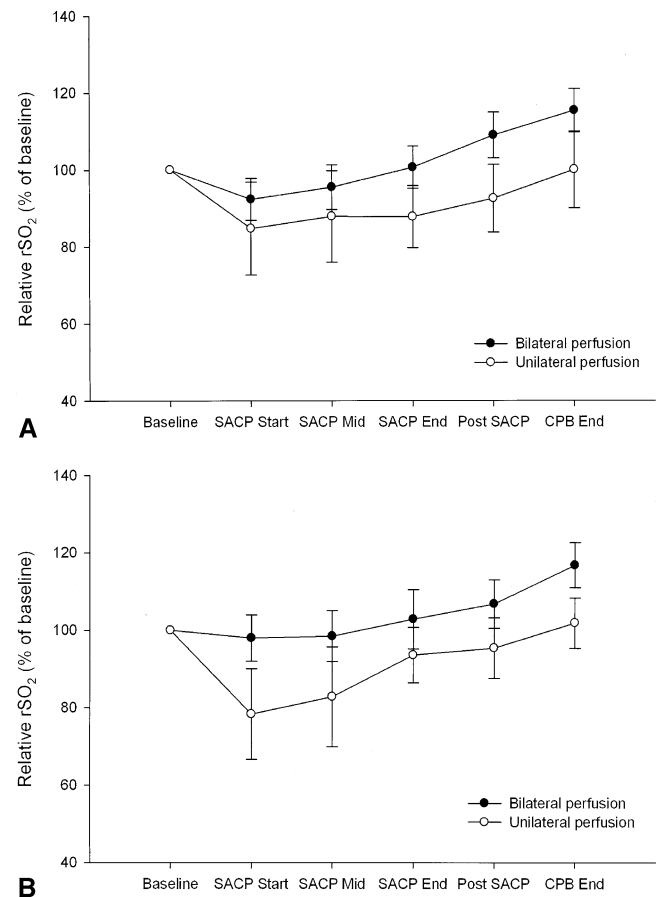 140
120
100
80
60
40
Relative rSO2 (% of baseline)
Bilateral perfusion
Unilateral perfusion
Baseline SACP Start SACP Mid SACP End Post SACP CPB End
A
140
120
100
80
60
40
Relative rSO2 (% of baseline)
Bilateral perfusion
Unilateral perfusion
Baseline SACP Start SACP Mid SACP End Post SACP CPB End
B